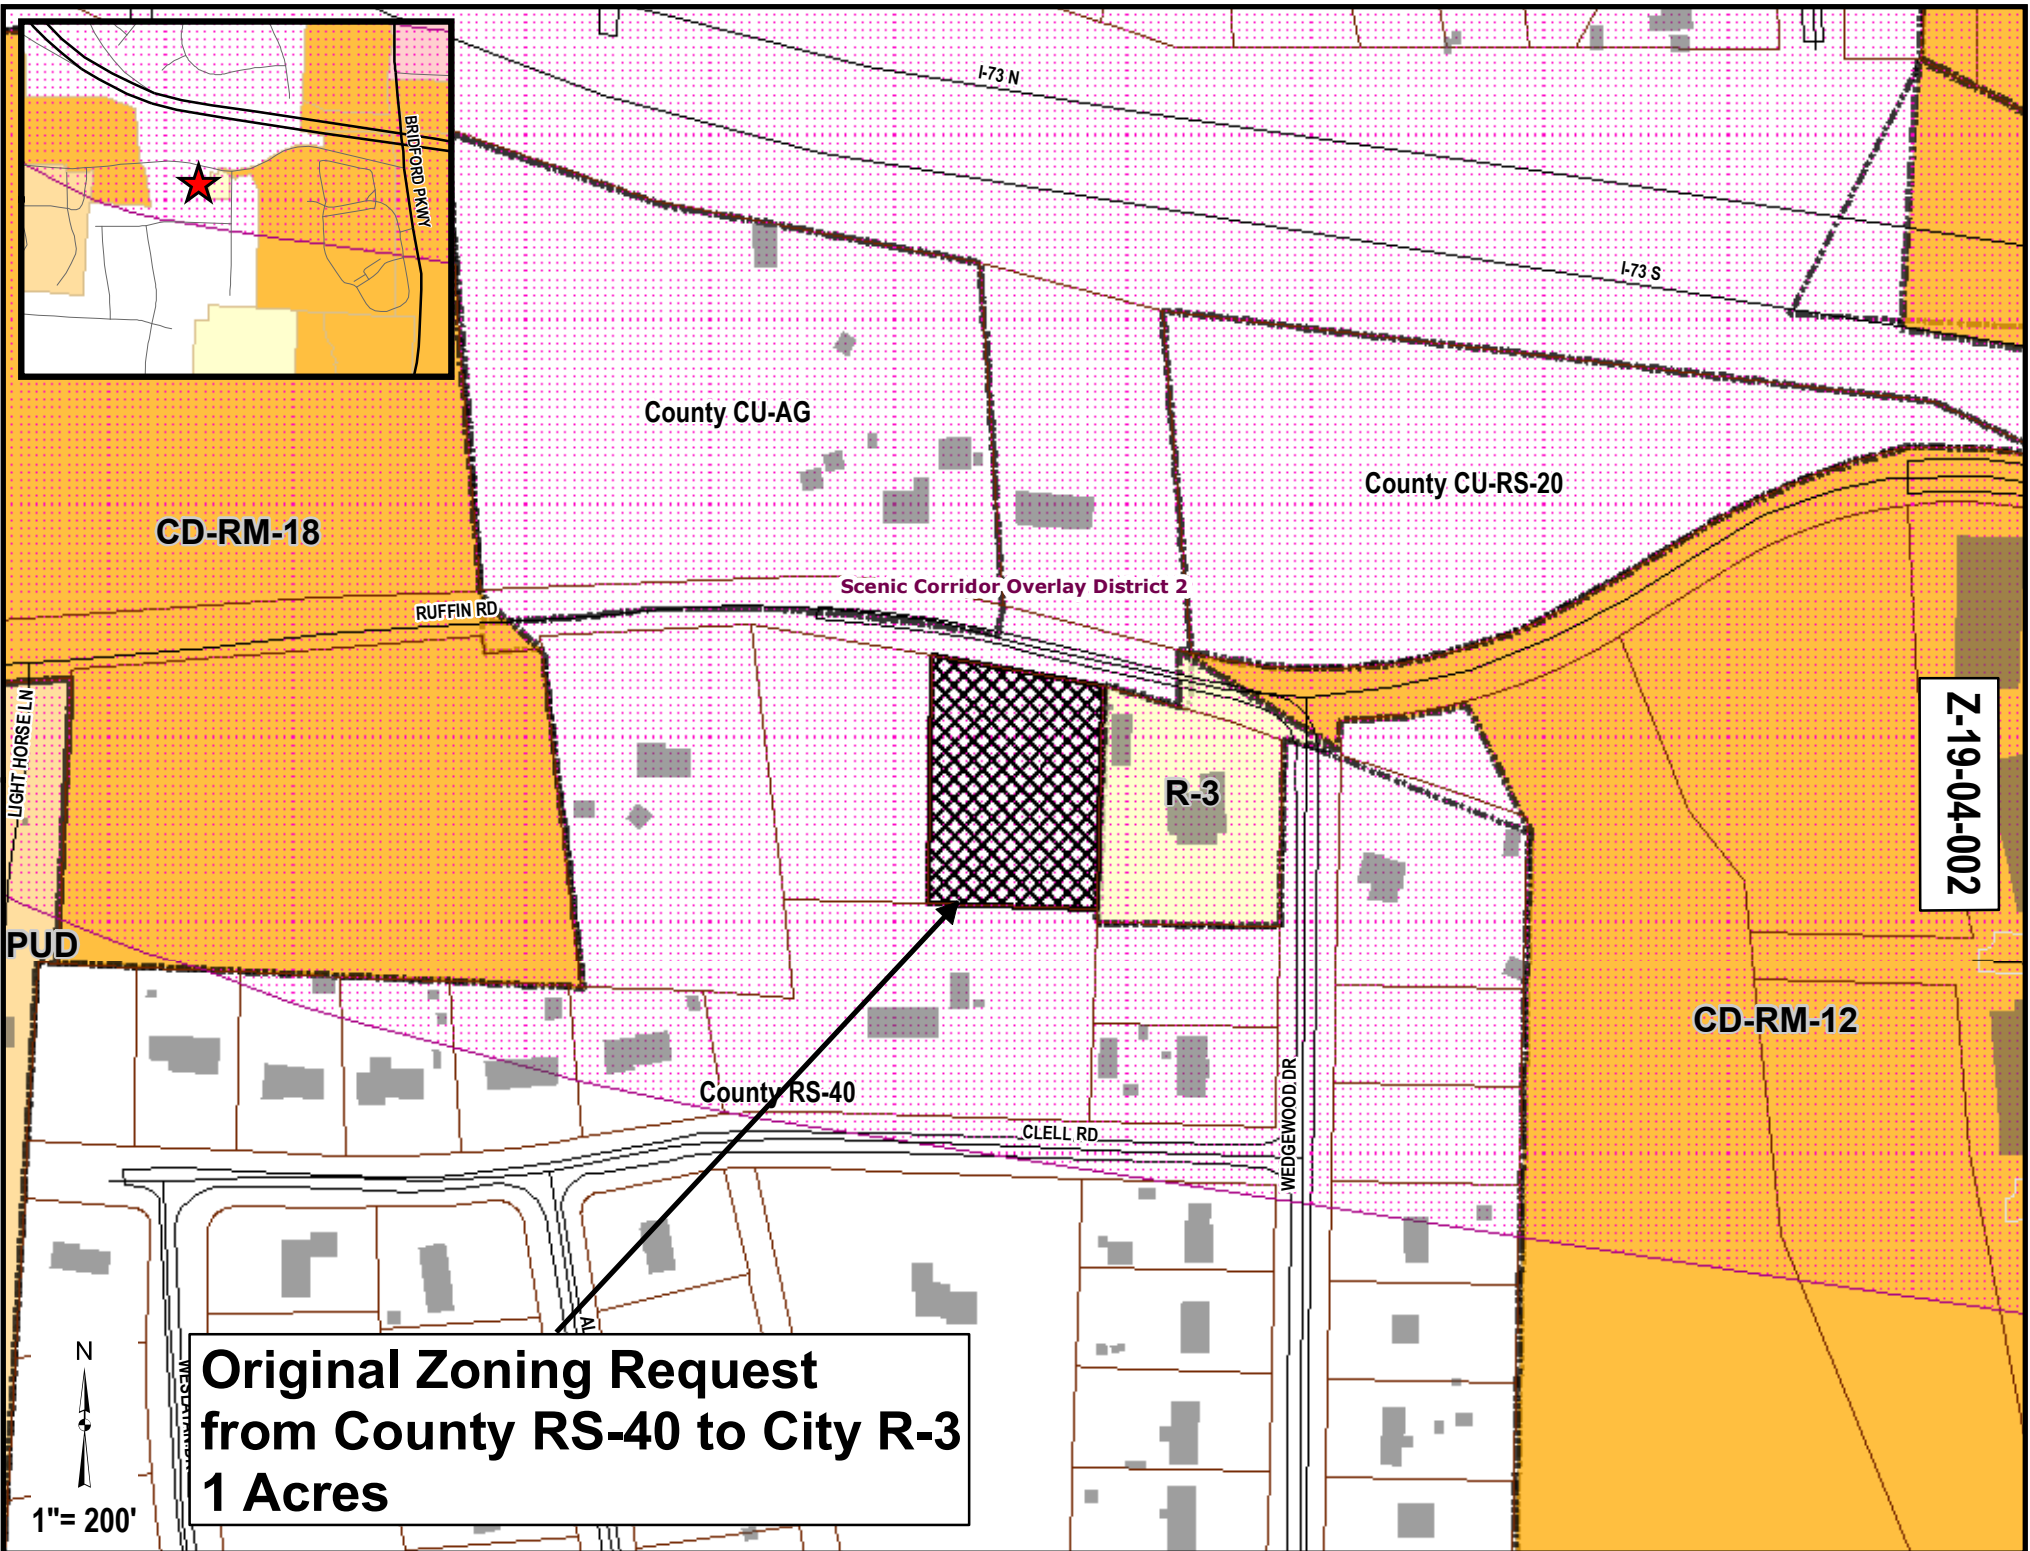 BRIDFORD PKWY
I-73 N
I-73 S
County CU-AG
County CU-RS-20
CD-RM-18
Scenic Corridor Overlay District 2
RUFFIN RD
LIGHT HORSE LN
R-3
Z-19-04-002
PUD
CD-RM-12
County RS-40
CLELL RD
WEDGEWOOD DR
Original Zoning Request
from County RS-40 to City R-3
1 Acres
N
1"= 200'